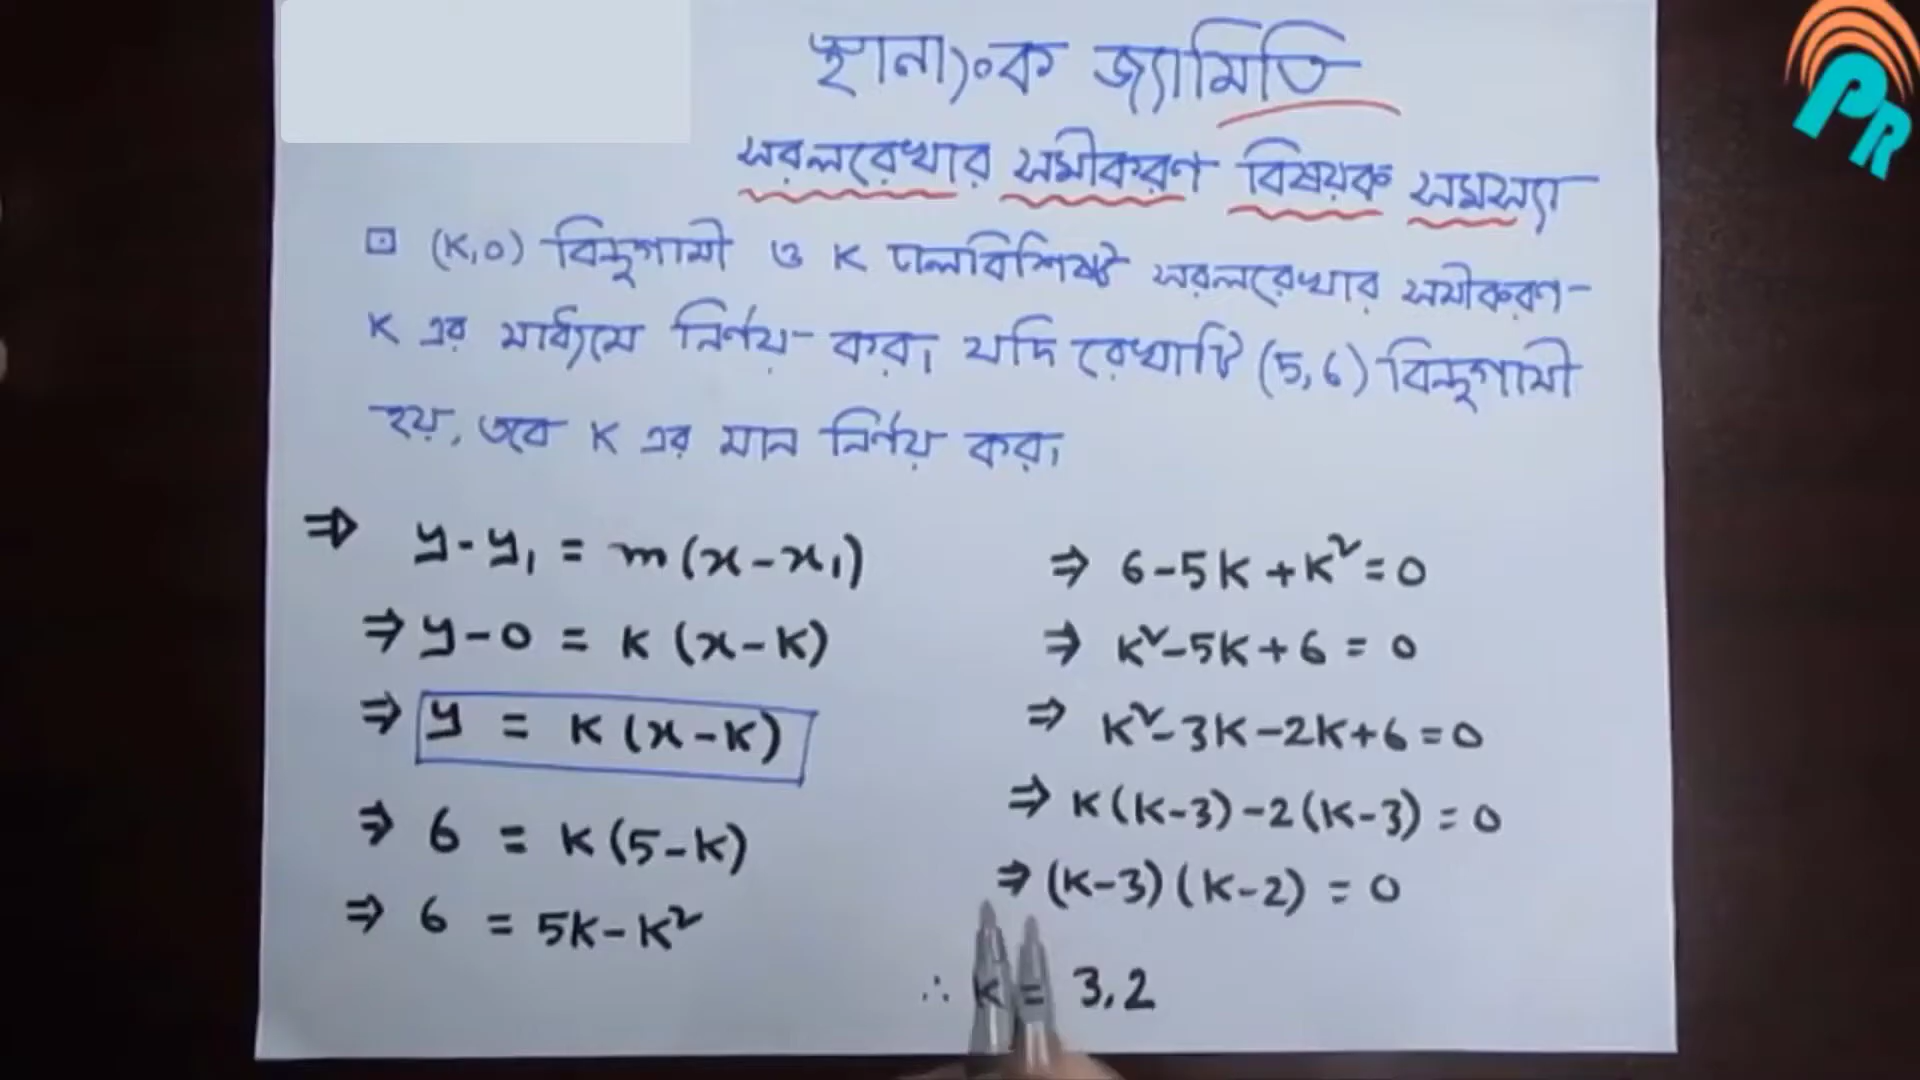 স্থানাংক জ্যামিতি
সরলরেখার সমীকরণ বিষয়ক সমস্যা
(K,0) বিন্দুগামী ও K ঢালবিশিষ্ট সরলরেখার সমীকরণ
K এর মাধ্যমে নির্ণয় কর। যদি রেখাটি (5,6) বিন্দুগামী
হয়, তবে K এর মান নির্ণয় কর।
⇒ y-y₁ = m(x-x₁)
⇒ y-0 = K(x-K)
⇒ y = K(x-K)
⇒ 6 = K(5-K)
⇒ 6 = 5K-K²
⇒ 6-5K+K²=0
⇒ K²-5K+6 = 0
⇒ K²-3K-2K+6=0
⇒ K(K-3)-2(K-3)=0
⇒ (K-3)(K-2)=0
∴ K = 3,2
PR